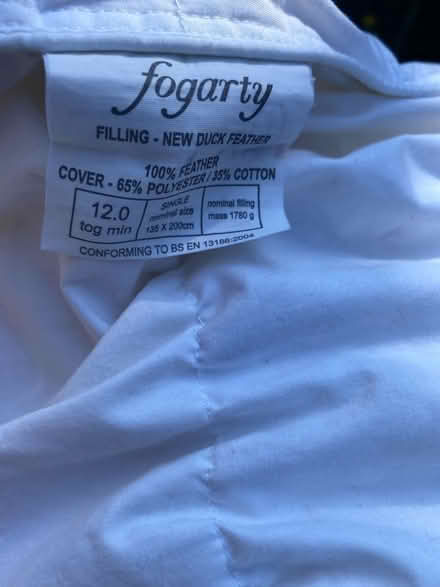 fogarty
FILLING - NEW DUCK FEATHER
100% FEATHER
COVER - 65% POLYESTER / 35% COTTON
12.0
tog min
SINGLE
nominal size
135 X 200cm
nominal filling
mass 1760 g
CONFORMING TO BS EN 13186:2004